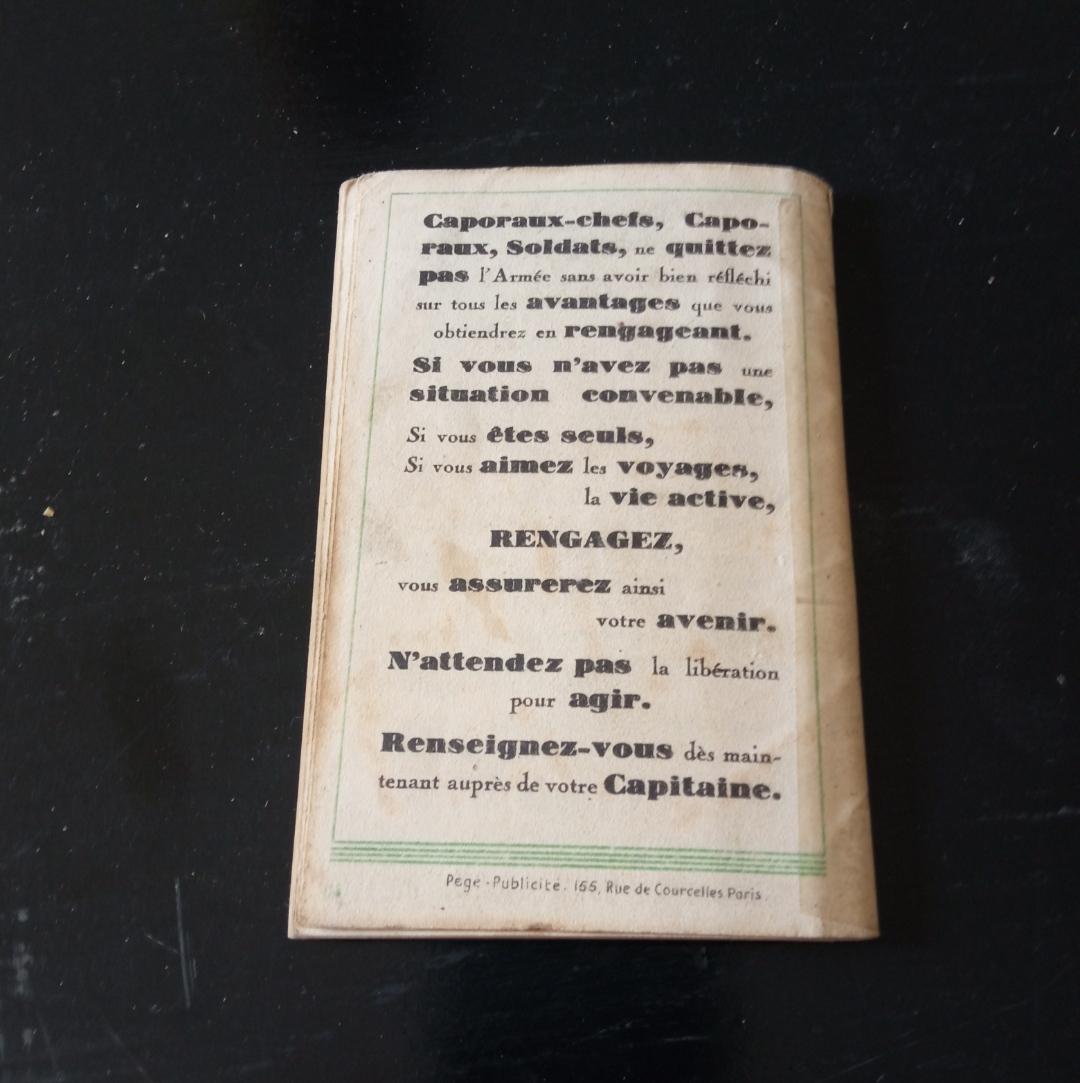 Caporaux-chefs, Capo-
raux, Soldats, ne quittez
pas l'Armée sans avoir bien réfléchi
sur tous les avantages que vous
obtiendrez en rengageant.
Si vous n'avez pas une
situation convenable,
Si vous êtes seuls,
Si vous aimez les voyages,
la vie active,
RENGAGEZ,
vous assurerez ainsi
votre avenir.
N'attendez pas la libération
pour agir.
Renseignez-vous dès main-
tenant auprès de votre Capitaine.
Pege - Publicité. 155, Rue de Courcelles Paris.